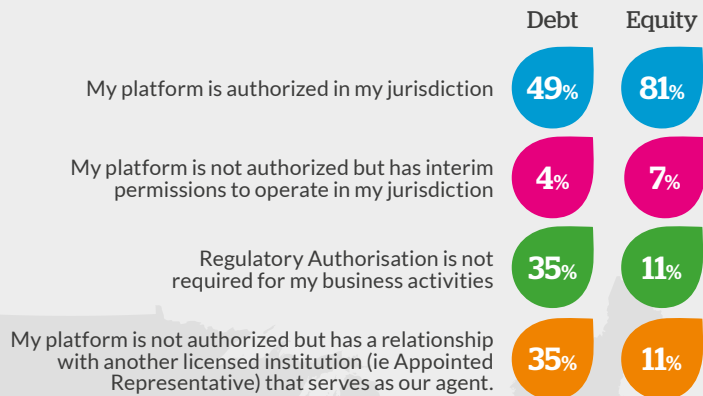 Debt Equity
My platform is authorized in my jurisdiction 49% 81%
My platform is not authorized but has interim
permissions to operate in my jurisdiction 4% 7%
Regulatory Authorisation is not
required for my business activities 35% 11%
My platform is not authorized but has a relationship
with another licensed institution (ie Appointed
Representative) that serves as our agent. 35% 11%